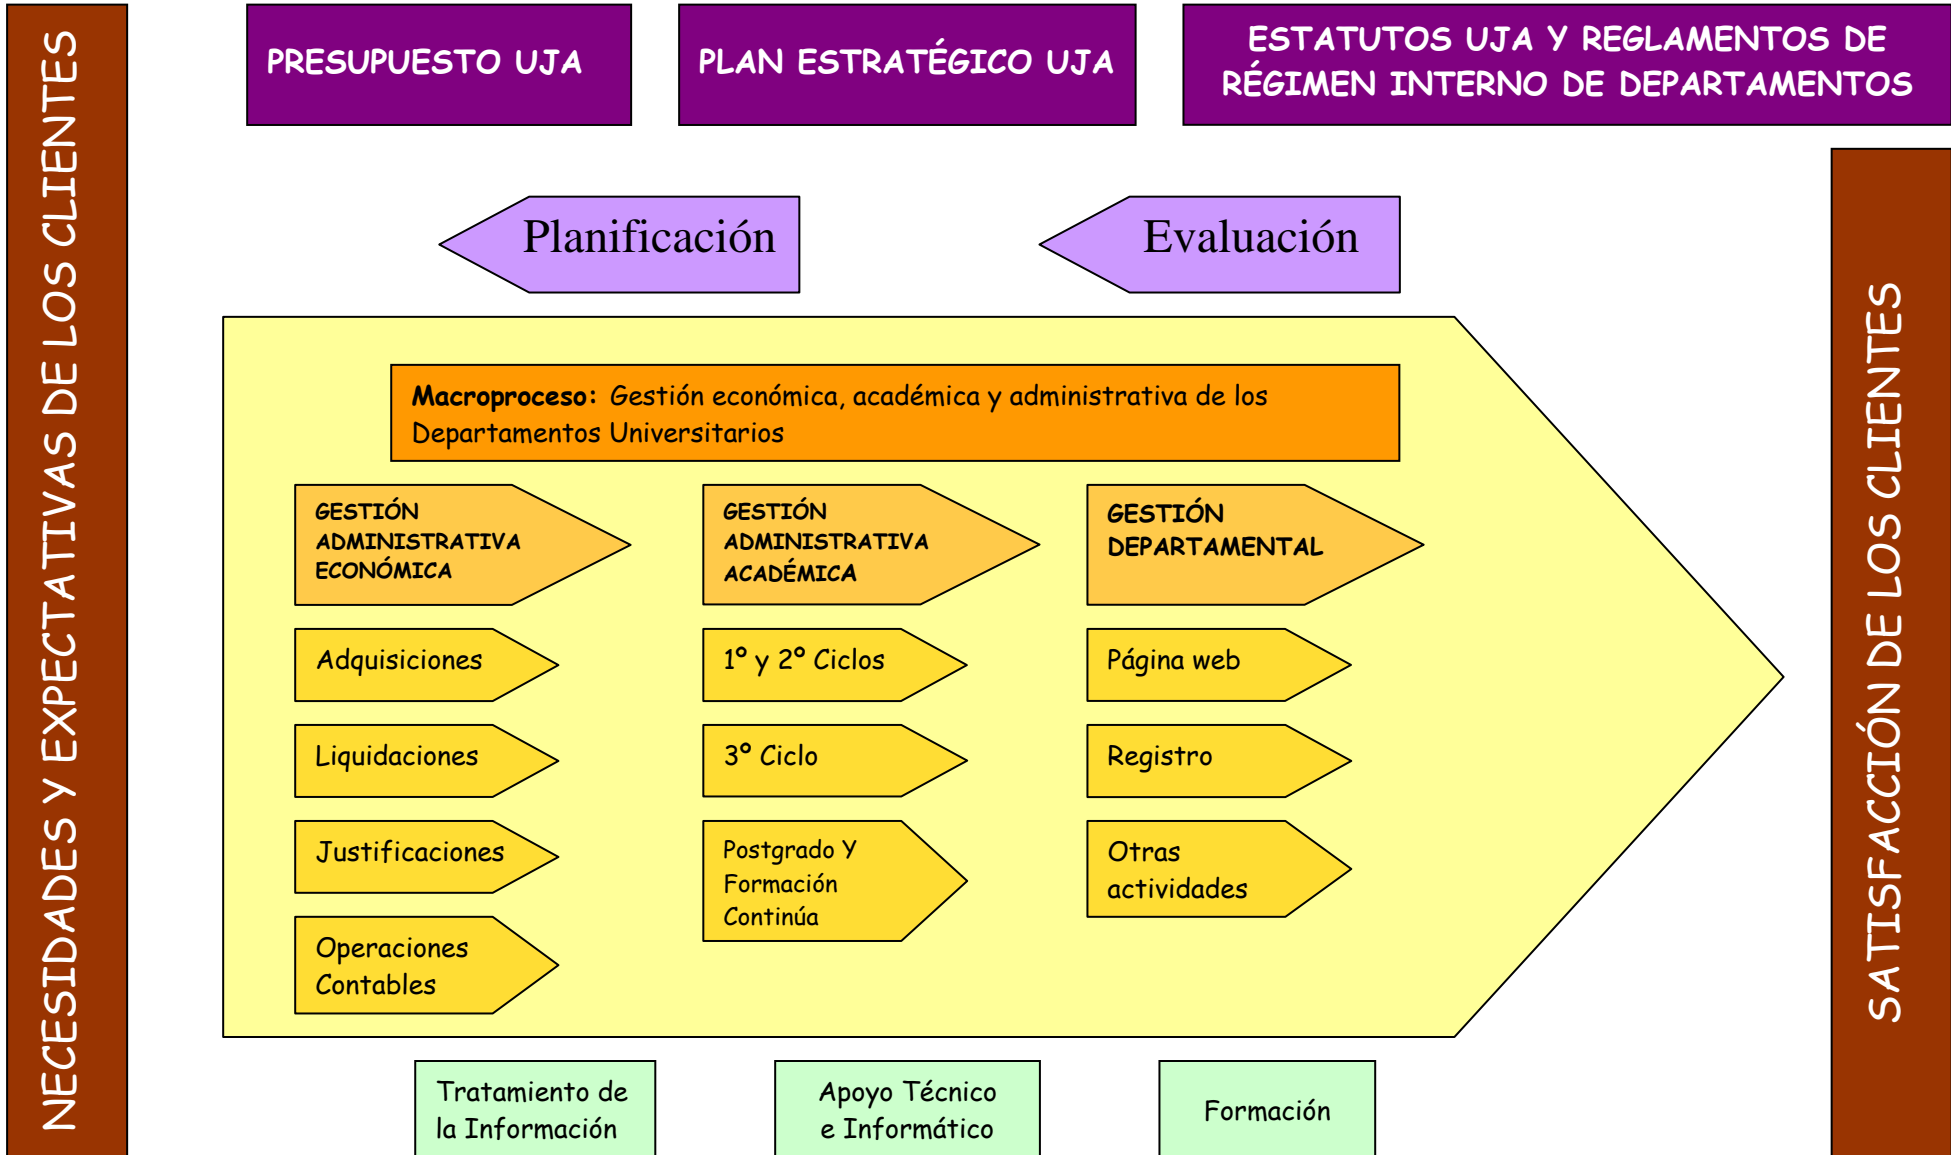 NECESIDADES Y EXPECTATIVAS DE LOS CLIENTES
PRESUPUESTO UJA
PLAN ESTRATÉGICO UJA
ESTATUTOS UJA Y REGLAMENTOS DE
RÉGIMEN INTERNO DE DEPARTAMENTOS
Planificación
Evaluación
Macroproceso: Gestión económica, académica y administrativa de los
Departamentos Universitarios
GESTIÓN
ADMINISTRATIVA
ECONÓMICA
Adquisiciones
Liquidaciones
Justificaciones
Operaciones
Contables
GESTIÓN
ADMINISTRATIVA
ACADÉMICA
1º y 2º Ciclos
3º Ciclo
Postgrado Y
Formación
Continúa
GESTIÓN
DEPARTAMENTAL
Página web
Registro
Otras
actividades
Tratamiento de
la Información
Apoyo Técnico
e Informático
Formación
SATISFACCIÓN DE LOS CLIENTES